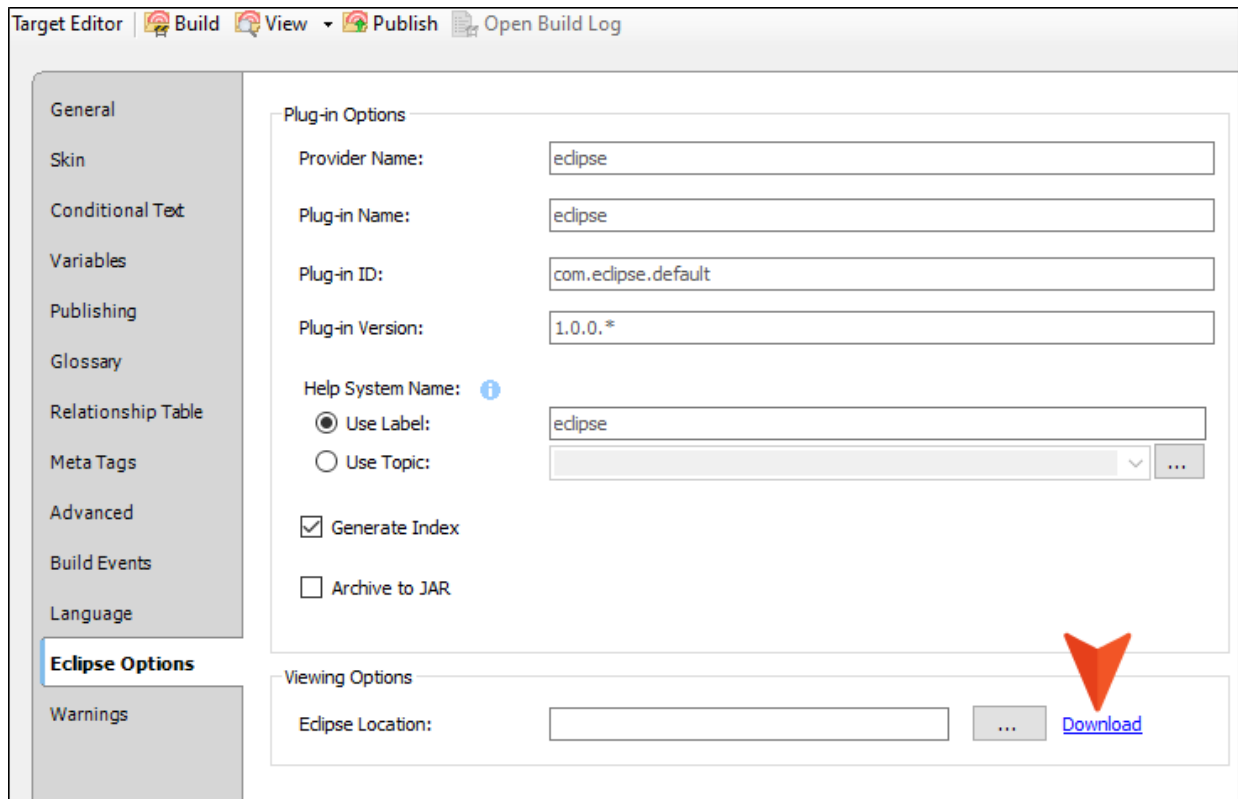 Target Editor Build View Publish Open Build Log
General
Skin
Conditional Text
Variables
Publishing
Glossary
Relationship Table
Meta Tags
Advanced
Build Events
Language
Eclipse Options
Warnings
Plug-in Options
Provider Name: eclipse
Plug-in Name: eclipse
Plug-in ID: com.eclipse.default
Plug-in Version: 1.0.0.*
Help System Name:
Use Label: eclipse
Use Topic: ...
Generate Index
Archive to JAR
Viewing Options
Eclipse Location: ... Download